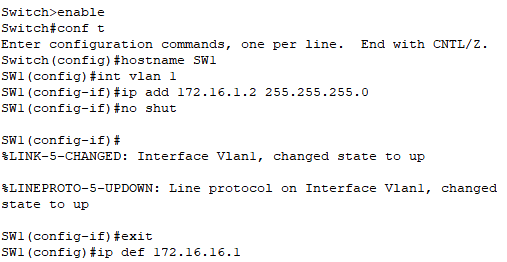 Switch>enable
Switch#conf t
Enter configuration commands, one per line.  End with CNTL/Z.
Switch(config)#hostname SW1
SW1(config)#int vlan 1
SW1(config-if)#ip add 172.16.1.2 255.255.255.0
SW1(config-if)#no shut
SW1(config-if)#
%LINK-5-CHANGED: Interface Vlan1, changed state to up
%LINEPROTO-5-UPDOWN: Line protocol on Interface Vlan1, changed
state to up
SW1(config-if)#exit
SW1(config)#ip def 172.16.16.1